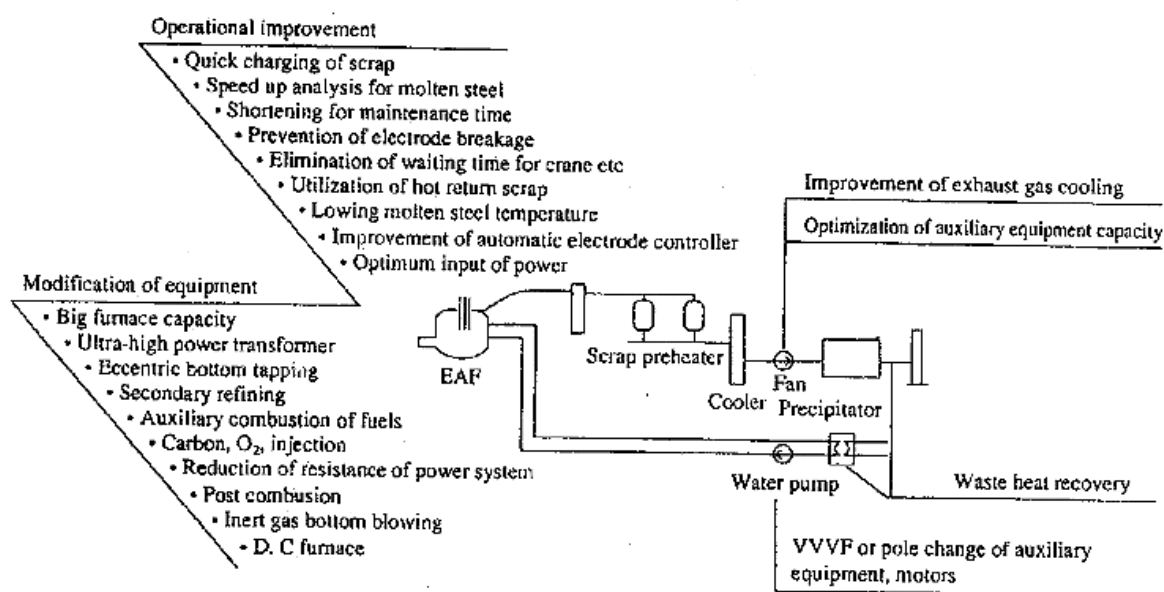 Operational improvement
• Quick charging of scrap
• Speed up analysis for molten steel
• Shortening for maintenance time
• Prevention of electrode breakage
• Elimination of waiting time for crane etc
• Utilization of hot return scrap
• Lowing molten steel temperature
• Improvement of automatic electrode controller
• Optimum input of power
Modification of equipment
• Big furnace capacity
• Ultra-high power transformer
• Eccentric bottom tapping
• Secondary refining
• Auxiliary combustion of fuels
• Carbon, O₂, injection
• Reduction of resistance of power system
• Post combusion
• Inert gas bottom blowing
• D. C furnace
EAF
Scrap preheater
Cooler
Fan
Precipitator
Improvement of exhaust gas cooling
Optimization of auxiliary equipment capacity
Water pump
Waste heat recovery
VVVF or pole change of auxiliary
equipment, motors